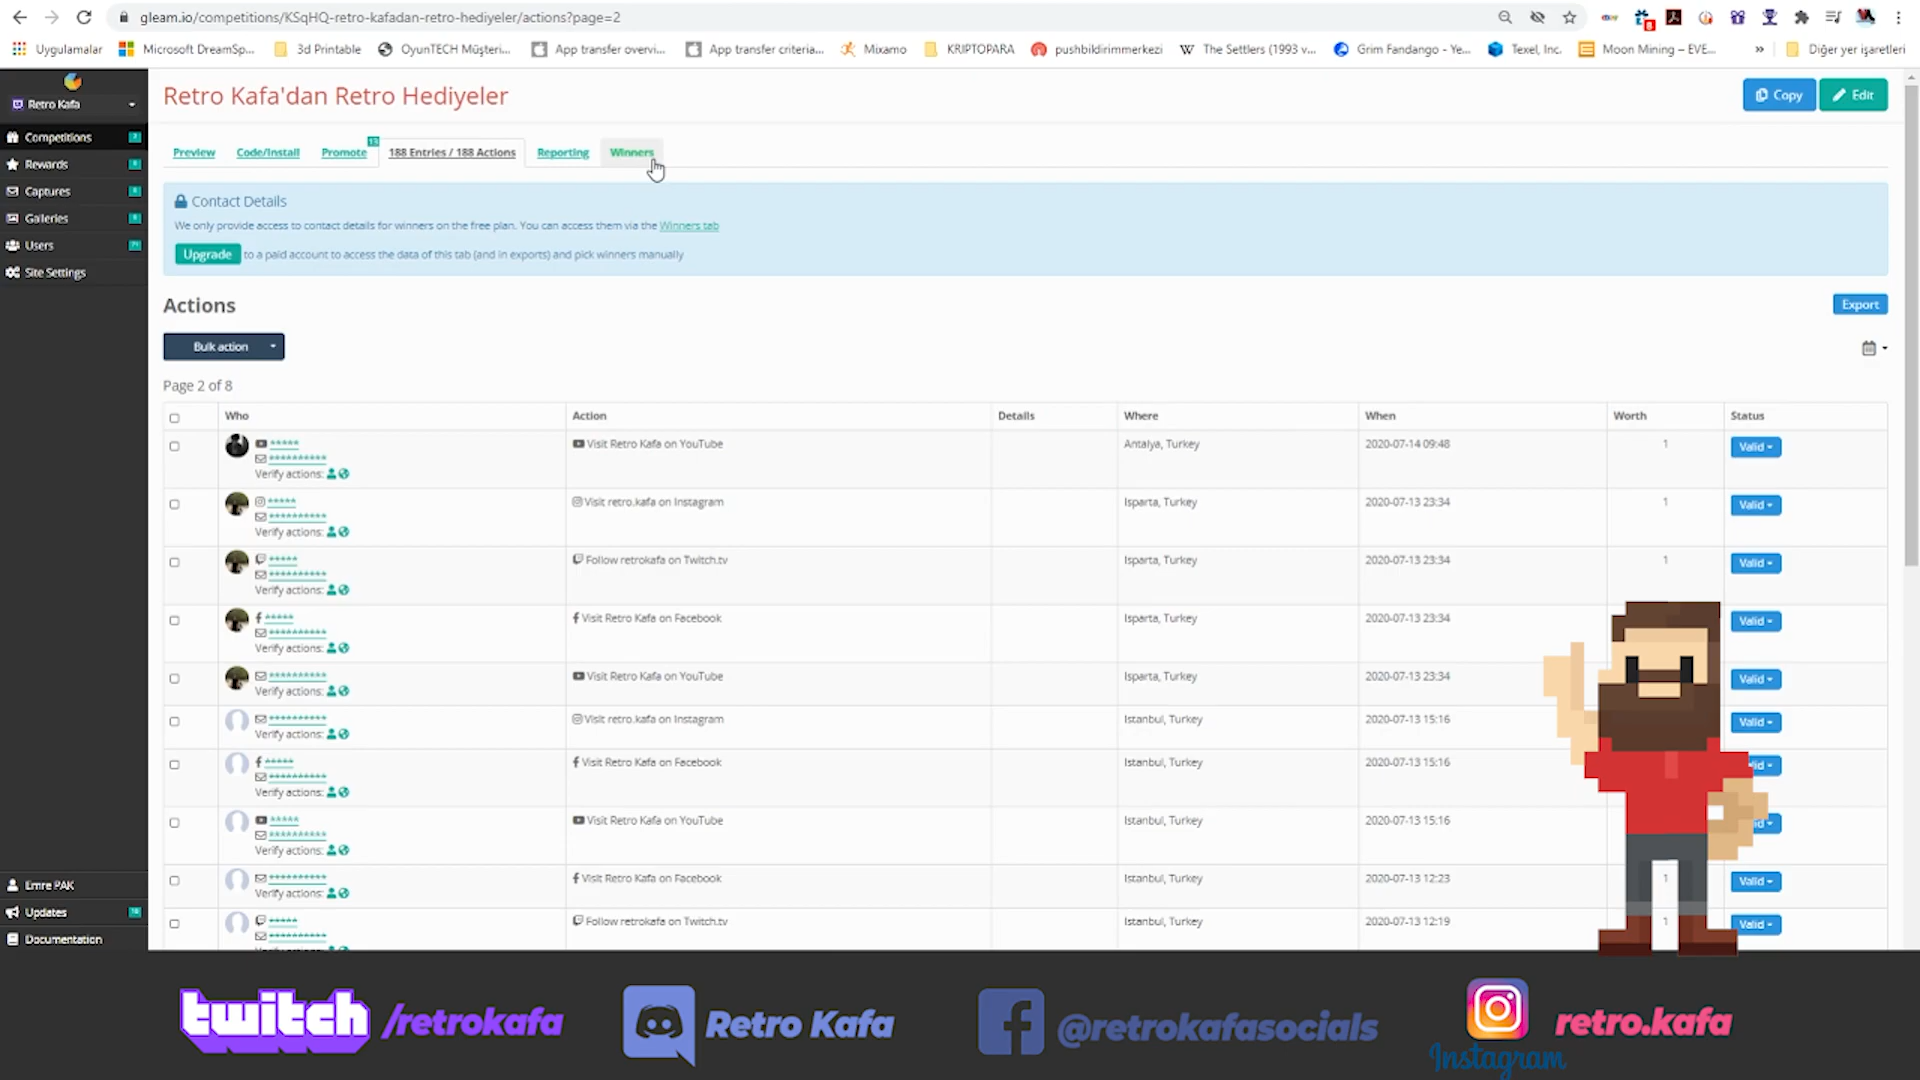 gleam.io/competitions/KSqHQ-retro-kafadan-retro-hediyeler/actions?page=2
Uygulamalar Microsoft DreamSp... 3d Printable OyunTECH Müşteri... App transfer overvi... App transfer criteria... Mixamo KRIPTOPARA pushbildirimmerkezi The Settlers (1993 v... Grim Fandango - Ye... Texel, Inc. Moon Mining – EVE... » Diğer yer işaretleri
Retro Kafa
Competitions
Rewards
Captures
Galleries
Users
Site Settings
Emre PAK
Updates
Documentation
Retro Kafa'dan Retro Hediyeler
Copy Edit
Preview Code/Install Promote 13 188 Entries / 188 Actions Reporting Winners
Contact Details
We only provide access to contact details for winners on the free plan. You can access them via the Winners tab
Upgrade to a paid account to access the data of this tab (and in exports) and pick winners manually
Actions
Export
Bulk action
Page 2 of 8
Who Action Details Where When Worth Status
***** Visit Retro Kafa on YouTube Antalya, Turkey 2020-07-14 09:48 1 Valid
**********
Verify actions:
***** Visit retro.kafa on Instagram Isparta, Turkey 2020-07-13 23:34 1 Valid
**********
Verify actions:
***** Follow retrokafa on Twitch.tv Isparta, Turkey 2020-07-13 23:34 1 Valid
**********
Verify actions:
***** Visit Retro Kafa on Facebook Isparta, Turkey 2020-07-13 23:34 Valid
**********
Verify actions:
********** Visit Retro Kafa on YouTube Isparta, Turkey 2020-07-13 23:34 Valid
Verify actions:
********** Visit retro.kafa on Instagram Istanbul, Turkey 2020-07-13 15:16 Valid
Verify actions:
***** Visit Retro Kafa on Facebook Istanbul, Turkey 2020-07-13 15:16
**********
Verify actions:
***** Visit Retro Kafa on YouTube Istanbul, Turkey 2020-07-13 15:16
**********
Verify actions:
********** Visit Retro Kafa on Facebook Istanbul, Turkey 2020-07-13 12:23 1 Valid
Verify actions:
***** Follow retrokafa on Twitch.tv Istanbul, Turkey 2020-07-13 12:19 1 Valid
**********
twitch /retrokafa Retro Kafa @retrokafasocials retro.kafa
Instagram